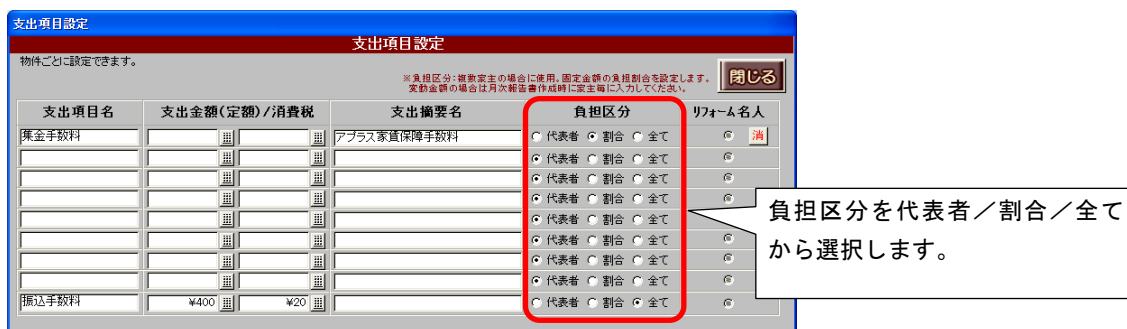 支出項目設定
支出項目設定
物件ごとに設定できます。
※負担区分：複数家主の場合に使用。固定金額の負担割合を設定します。
変動金額の場合は月次報告書作成時に家主毎に入力してください。
閉じる
支出項目名 支出金額(定額)/消費税 支出摘要名 負担区分 リフォーム名人
集金手数料 アプラス家賃保障手数料 代表者 割合 全て 消
代表者 割合 全て
代表者 割合 全て
代表者 割合 全て
代表者 割合 全て
代表者 割合 全て
代表者 割合 全て
代表者 割合 全て
振込手数料 ¥400 ¥20 代表者 割合 全て
負担区分を代表者／割合／全て
から選択します。